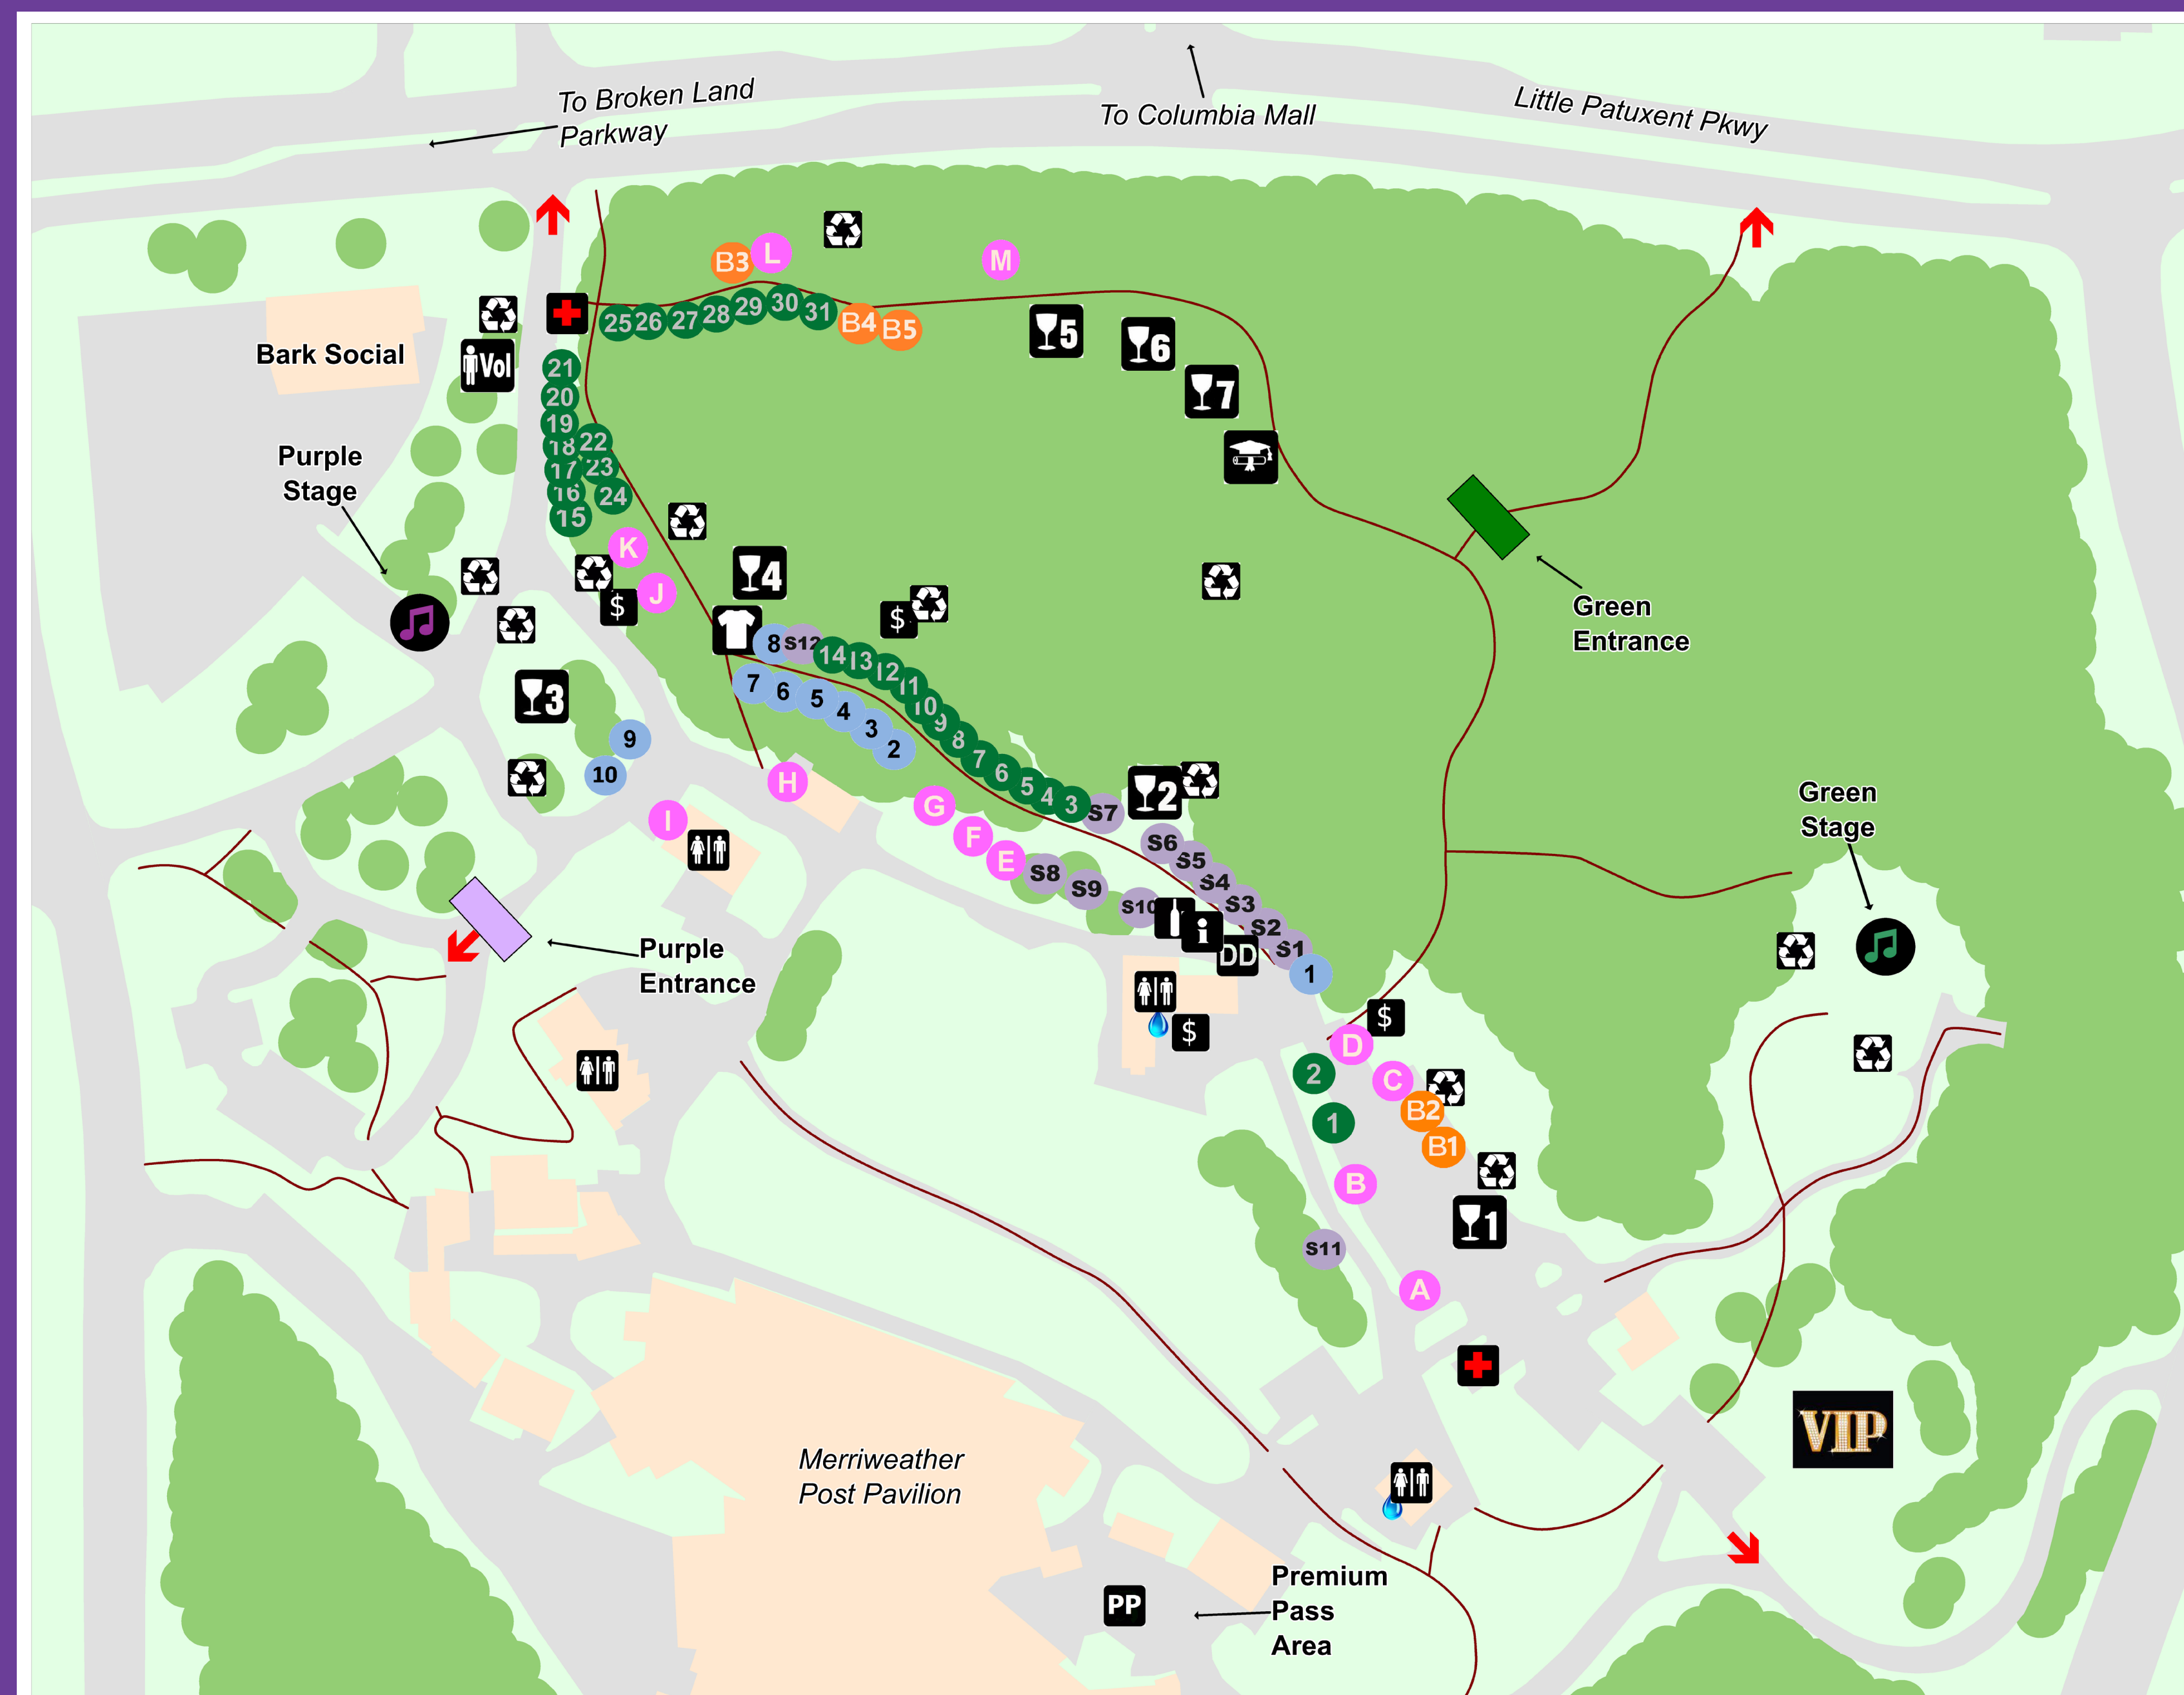 To Broken Land
Parkway
To Columbia Mall
Little Patuxent Pkwy
B3
L
M
25
26
27
28
29
30
31
B4
B5
5
6
7
Bark Social
Vol
21
20
19
18
22
17
23
16
24
15
Purple
Stage
K
J
$
4
$
8
S12
14
13
12
11
10
9
8
7
6
5
4
3
S7
2
7
6
5
4
3
2
Green
Entrance
3
9
10
H
I
G
F
E
S8
S9
S10
S6
S5
S4
S3
S2
S1
i
DD
1
Green
Stage
Purple
Entrance
$
$
D
2
C
1
B2
B1
B
1
S11
A
VIP
Merriweather
Post Pavilion
PP
Premium
Pass
Area